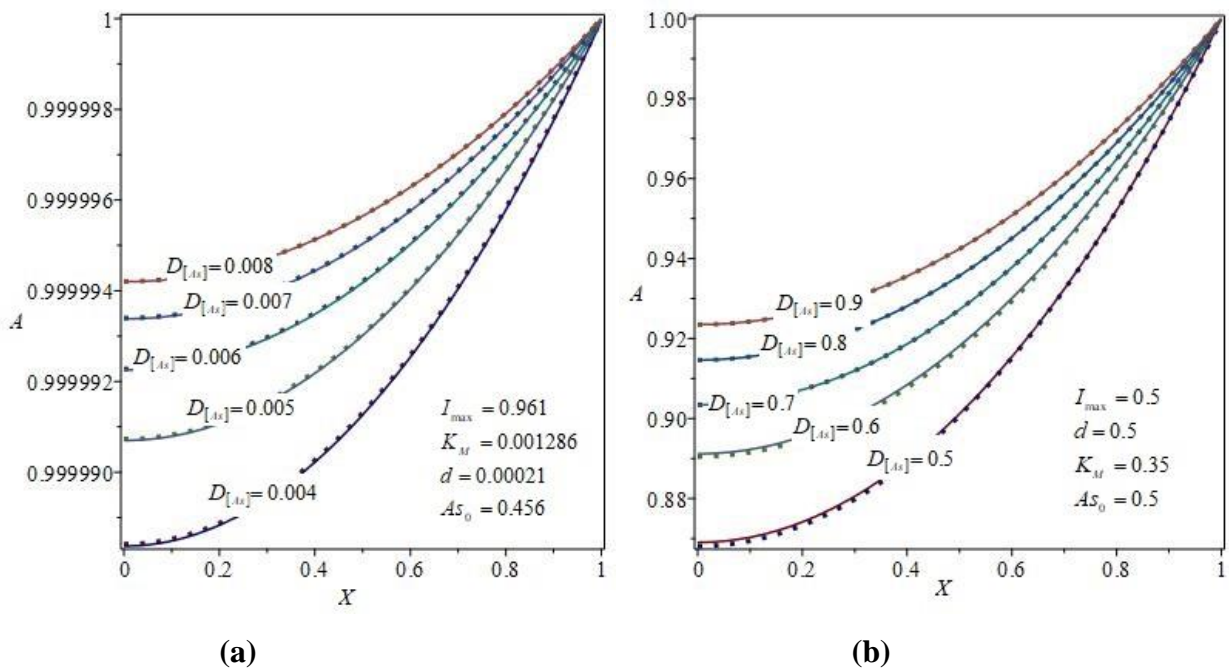 1
0.999998
0.999996
0.999994
A
0.999992
0.999990
D[As]=0.008
D[As]=0.007
D[As]=0.006
D[As]=0.005
D[As]=0.004
Imax = 0.961
KM = 0.001286
d = 0.00021
As0 = 0.456
0 0.2 0.4 0.6 0.8 1
X
(a)
1.00
0.98
0.96
0.94
A
0.92
0.90
0.88
D[As]=0.9
D[As]=0.8
D[As]=0.7
D[As]=0.6
D[As]=0.5
Imax = 0.5
d = 0.5
KM = 0.35
As0 = 0.5
0 0.2 0.4 0.6 0.8 1
X
(b)